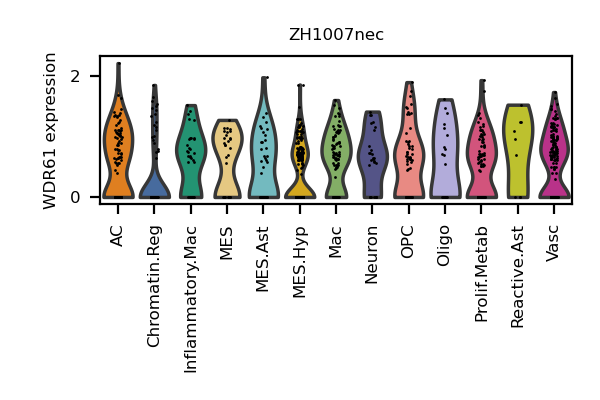 ZH1007nec
WDR61 expression
2
0
AC
Chromatin.Reg
Inflammatory.Mac
MES
MES.Ast
MES.Hyp
Mac
Neuron
OPC
Oligo
Prolif.Metab
Reactive.Ast
Vasc